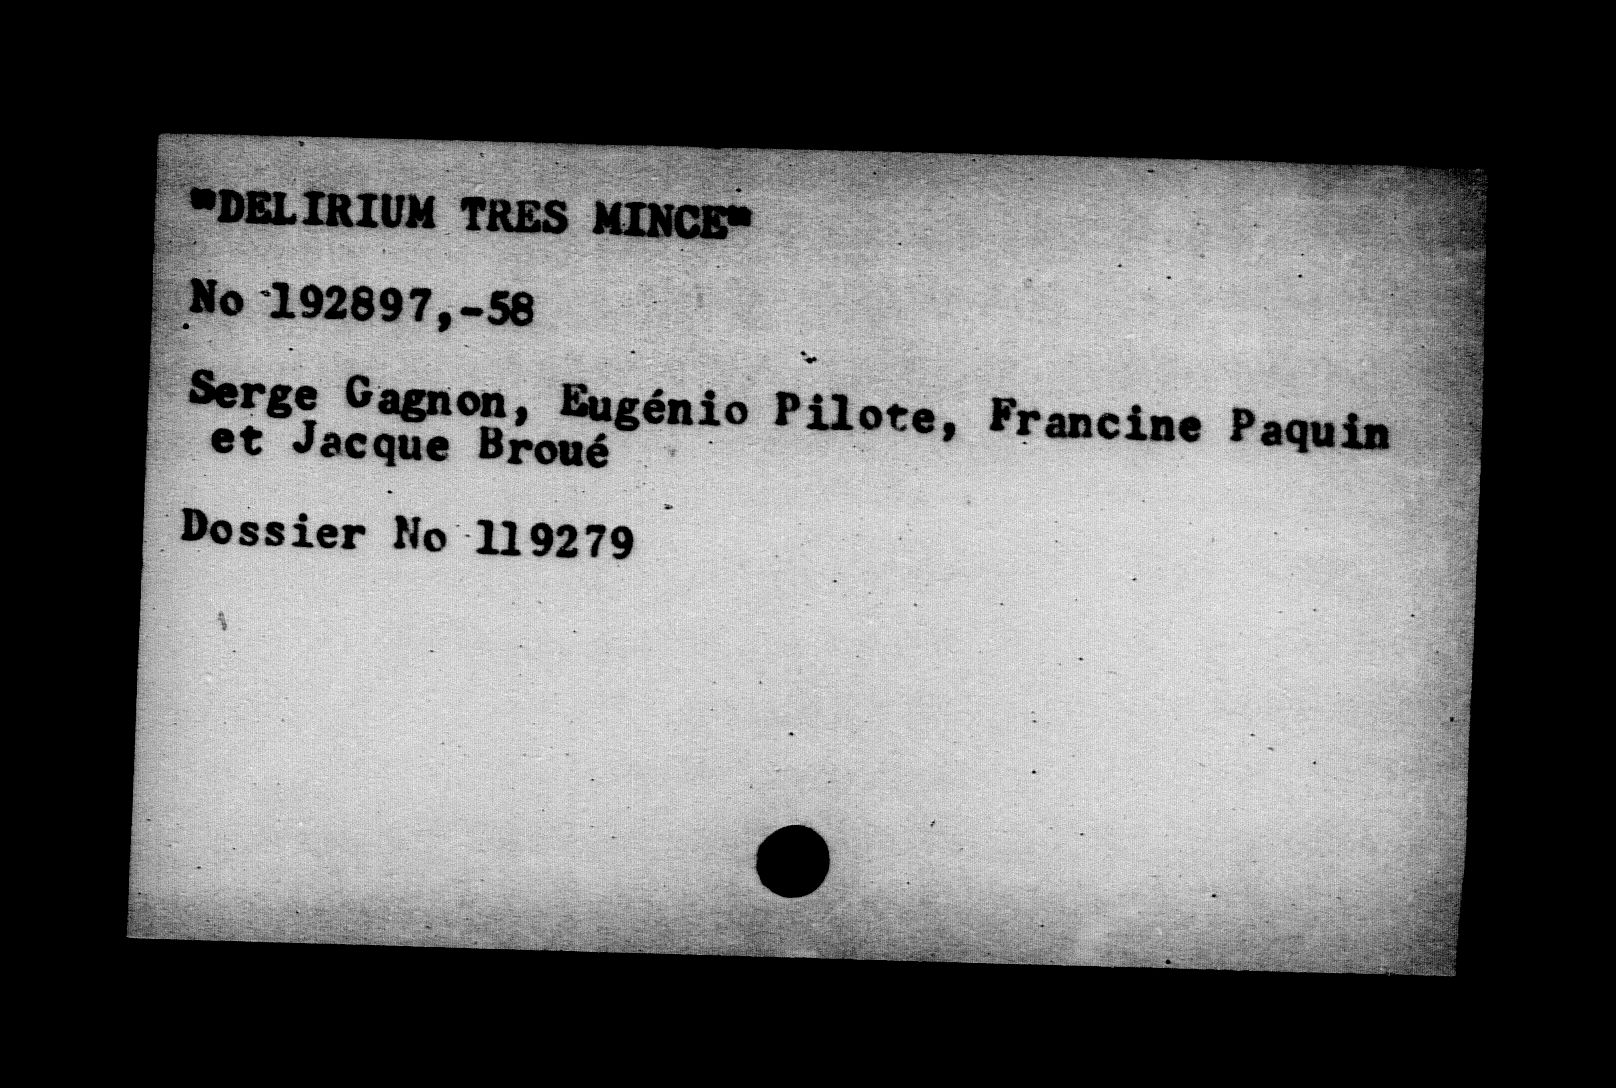 "DELIRIUM TRES MINCE"
No 192897,-58
Serge Gagnon, Eugénio Pilote, Francine Paquin
et Jacque Broué
Dossier No 119279